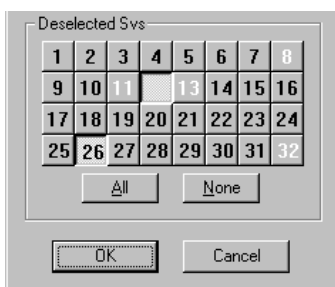 Deselected Svs
1 2 3 4 5 6 7 8
9 10 11 13 14 15 16
17 18 19 20 21 22 23 24
25 26 27 28 29 30 31 32
All None
OK Cancel